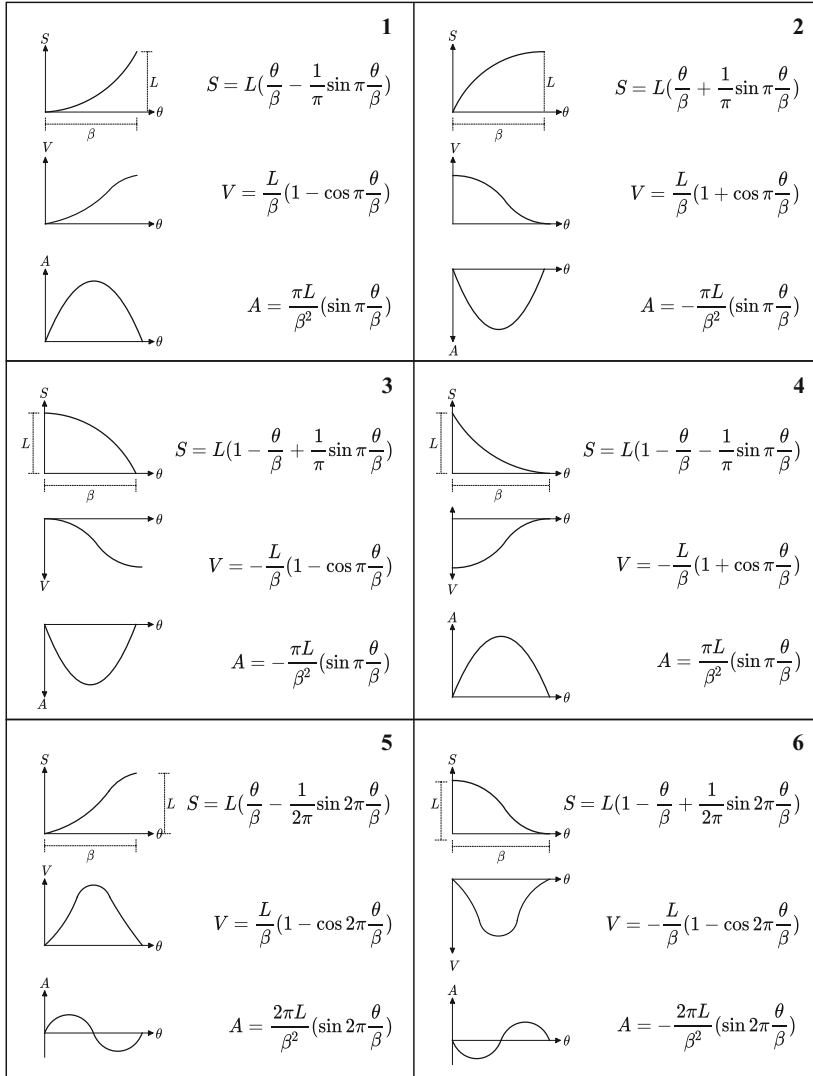 1
S
L
θ
β
S = L(θ/β − 1/π sin π θ/β)
V
θ
V = L/β (1 − cos π θ/β)
A
θ
A = πL/β² (sin π θ/β)
2
S
L
θ
β
S = L(θ/β + 1/π sin π θ/β)
V
θ
V = L/β (1 + cos π θ/β)
θ
A
A = −πL/β² (sin π θ/β)
3
S
L
θ
β
S = L(1 − θ/β + 1/π sin π θ/β)
θ
V
V = −L/β (1 − cos π θ/β)
θ
A
A = −πL/β² (sin π θ/β)
4
S
L
θ
β
S = L(1 − θ/β − 1/π sin π θ/β)
θ
V
V = −L/β (1 + cos π θ/β)
A
θ
A = πL/β² (sin π θ/β)
5
S
L
θ
β
S = L(θ/β − 1/2π sin 2π θ/β)
V
θ
V = L/β (1 − cos 2π θ/β)
A
θ
A = 2πL/β² (sin 2π θ/β)
6
S
L
θ
β
S = L(1 − θ/β + 1/2π sin 2π θ/β)
θ
V
V = −L/β (1 − cos 2π θ/β)
A
θ
A = −2πL/β² (sin 2π θ/β)